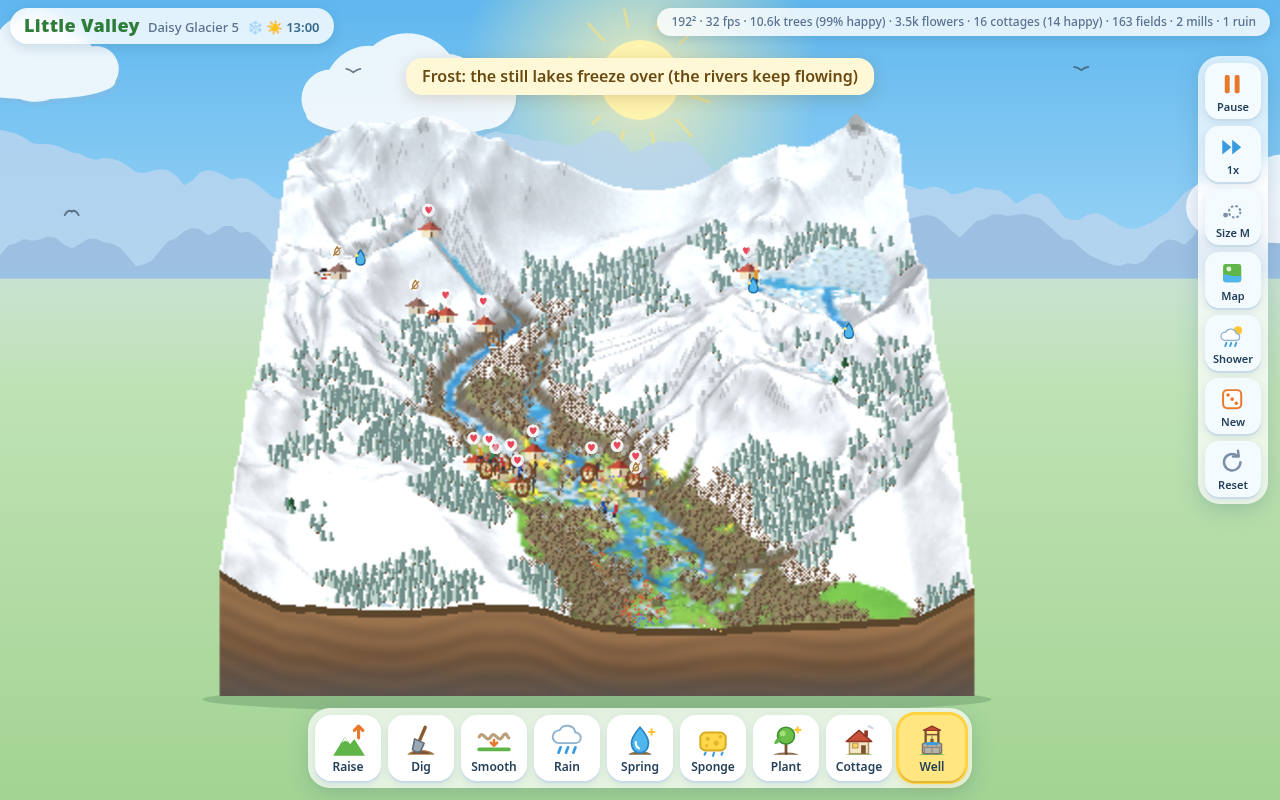 Little Valley Daisy Glacier 5 13:00
192² · 32 fps · 10.6k trees (99% happy) · 3.5k flowers · 16 cottages (14 happy) · 163 fields · 2 mills · 1 ruin
Frost: the still lakes freeze over (the rivers keep flowing)
Pause
1x
Size M
Map
Shower
New
Reset
Raise Dig Smooth Rain Spring Sponge Plant Cottage Well